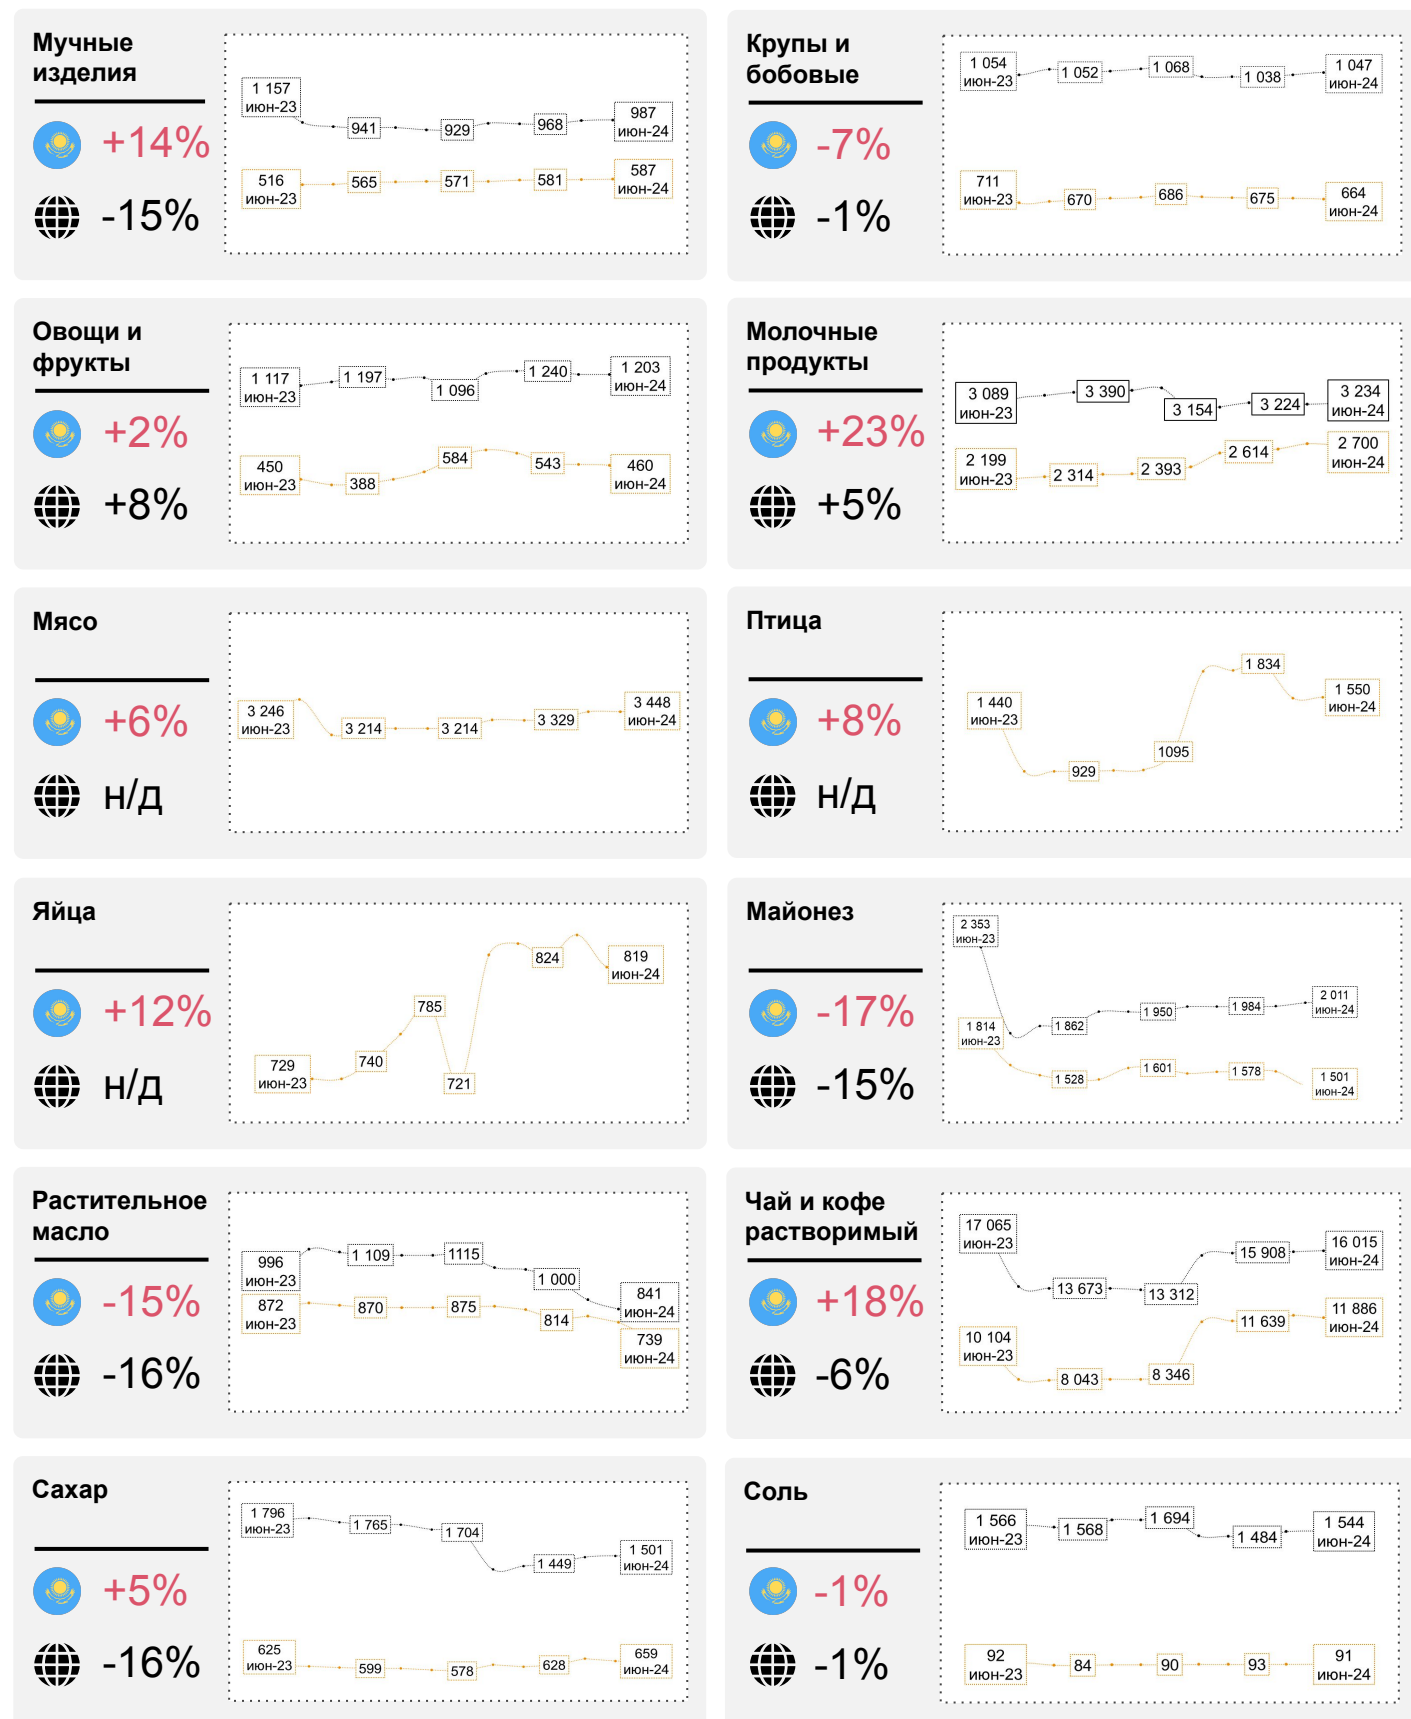 Мучные
изделия
+14%
-15%
1 157
июн-23
941
929
968
987
июн-24
516
июн-23
565
571
581
587
июн-24
Крупы и
бобовые
-7%
-1%
1 054
июн-23
1 052
1 068
1 038
1 047
июн-24
711
июн-23
670
686
675
664
июн-24
Овощи и
фрукты
+2%
+8%
1 117
июн-23
1 197
1 096
1 240
1 203
июн-24
450
июн-23
388
584
543
460
июн-24
Молочные
продукты
+23%
+5%
3 089
июн-23
3 390
3 154
3 224
3 234
июн-24
2 199
июн-23
2 314
2 393
2 614
2 700
июн-24
Мясо
+6%
н/д
3 246
июн-23
3 214
3 214
3 329
3 448
июн-24
Птица
+8%
н/д
1 440
июн-23
929
1095
1 834
1 550
июн-24
Яйца
+12%
н/д
729
июн-23
740
785
721
824
819
июн-24
Майонез
-17%
-15%
2 353
июн-23
1 862
1 950
1 984
2 011
июн-24
1 814
июн-23
1 528
1 601
1 578
1 501
июн-24
Растительное
масло
-15%
-16%
996
июн-23
1 109
1115
1 000
841
июн-24
872
июн-23
870
875
814
739
июн-24
Чай и кофе
растворимый
+18%
-6%
17 065
июн-23
13 673
13 312
15 908
16 015
июн-24
10 104
июн-23
8 043
8 346
11 639
11 886
июн-24
Сахар
+5%
-16%
1 796
июн-23
1 765
1 704
1 449
1 501
июн-24
625
июн-23
599
578
628
659
июн-24
Соль
-1%
-1%
1 566
июн-23
1 568
1 694
1 484
1 544
июн-24
92
июн-23
84
90
93
91
июн-24